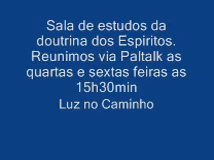 Sala de estudos da
doutrina dos Espiritos.
Reunimos via Paltalk as
quartas e sextas feiras as
15h30min
Luz no Caminho